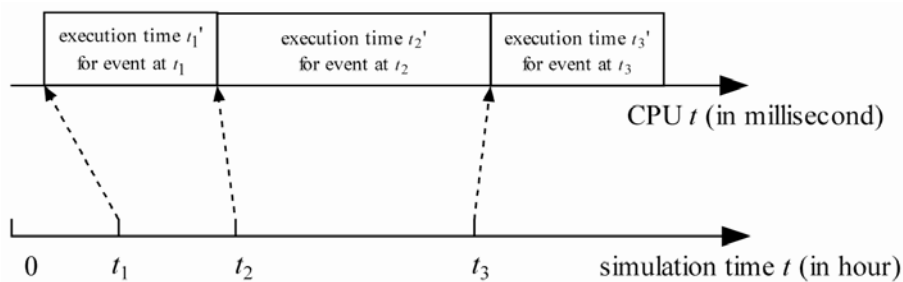 execution time t₁'
for event at t₁
execution time t₂'
for event at t₂
execution time t₃'
for event at t₃
CPU t (in millisecond)
0 t₁ t₂ t₃ simulation time t (in hour)